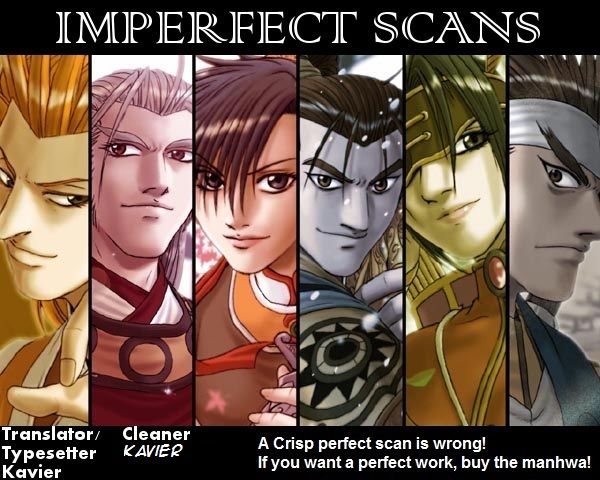 IMPERFECT SCANS
Translator/
Typesetter
Kavier
Cleaner
KAVIER
A Crisp perfect scan is wrong!
If you want a perfect work, buy the manhwa!